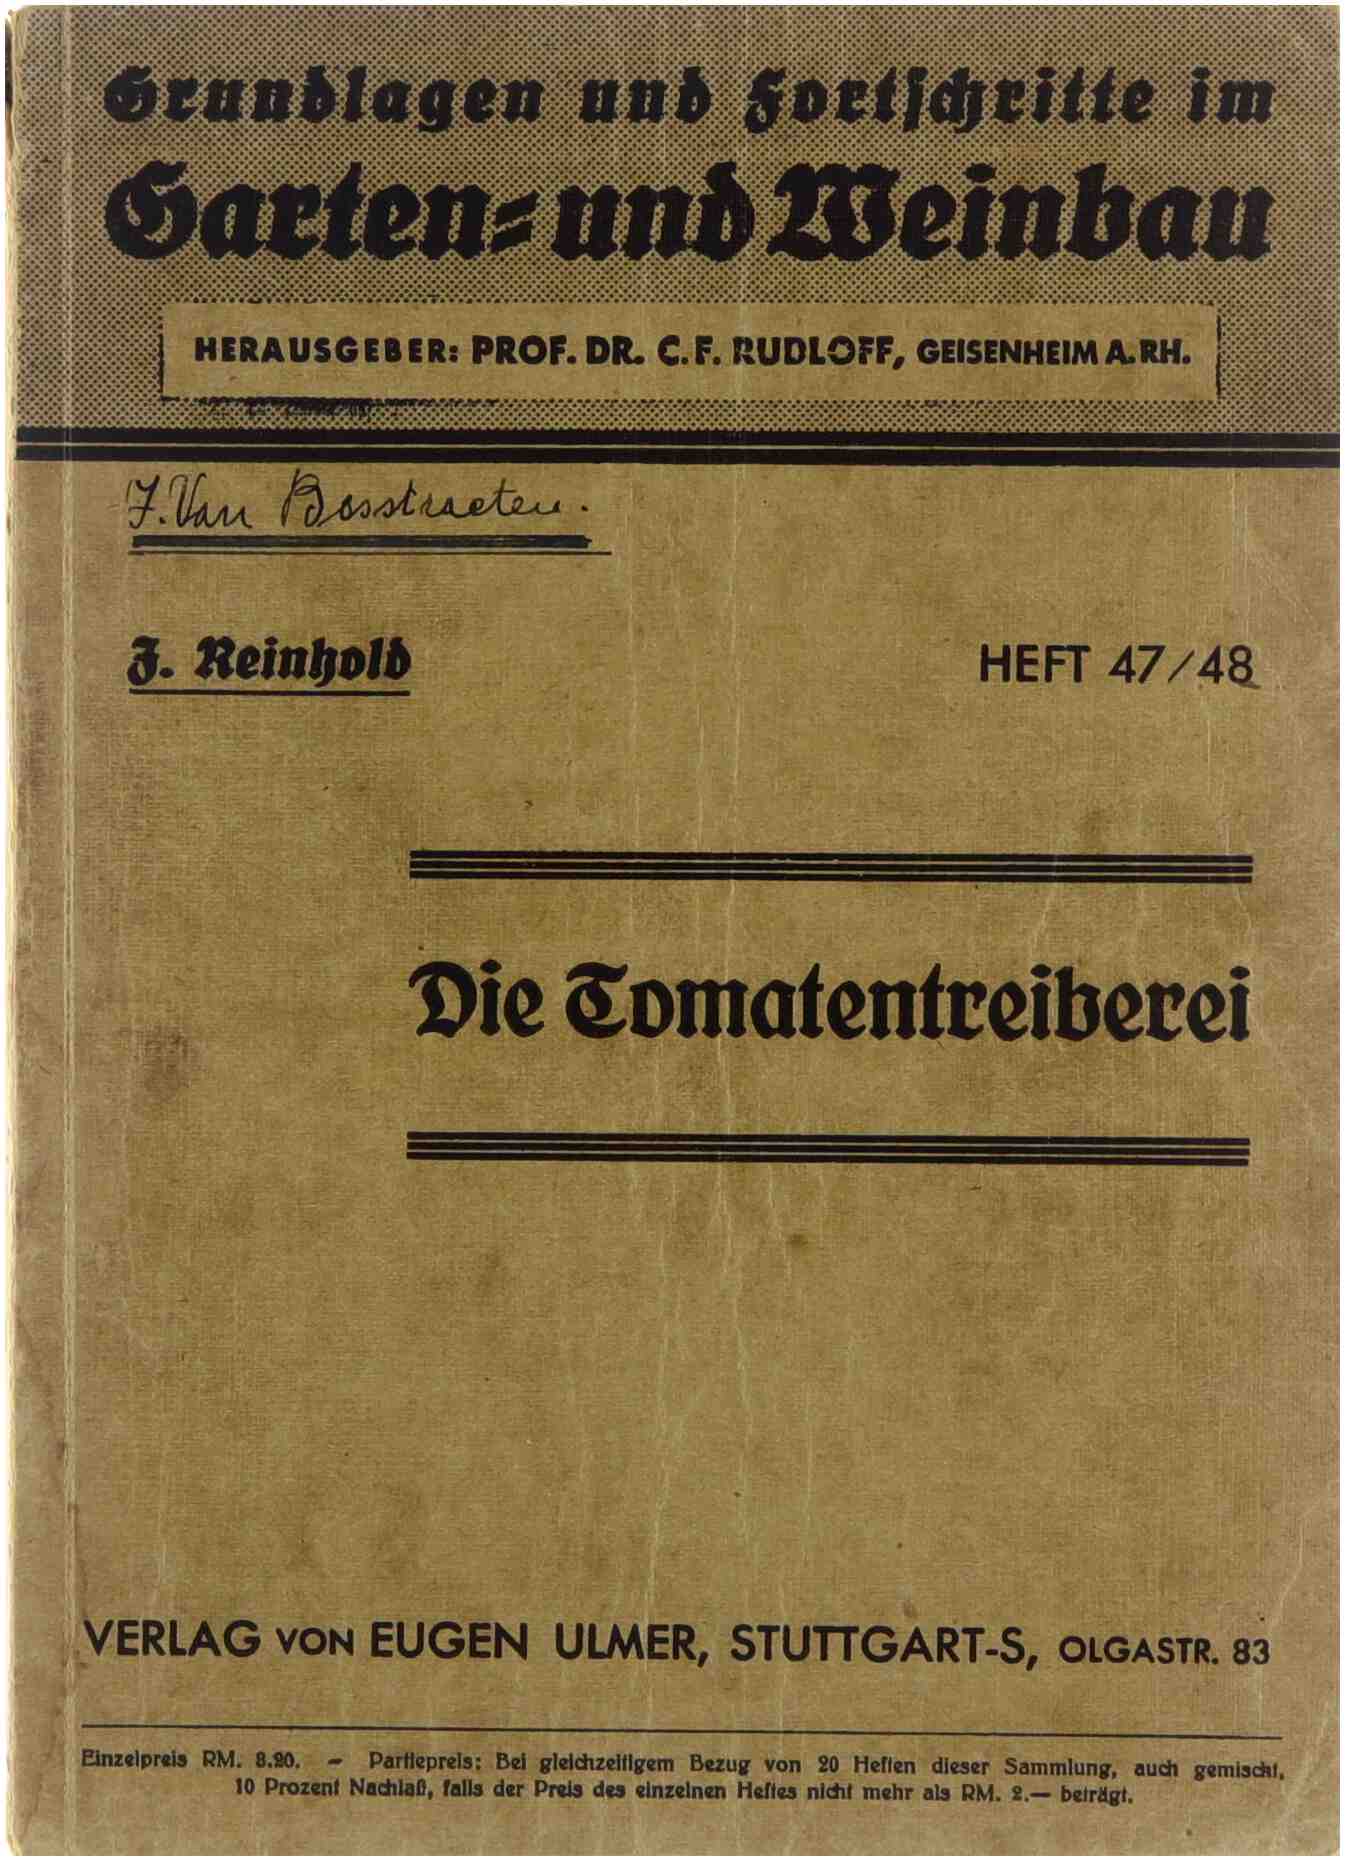 Grundlagen und Fortschritte im
Garten- und Weinbau
HERAUSGEBER: PROF. DR. C. F. RUDLOFF, GEISENHEIM A. RH.
J. Van Bosstraeten.
J. Reinhold
HEFT 47/48
Die Tomatentreiberei
VERLAG VON EUGEN ULMER, STUTTGART-S, OLGASTR. 83
Einzelpreis RM. 8.20. – Partiepreis: Bei gleichzeitigem Bezug von 20 Heften dieser Sammlung, auch gemischt,
10 Prozent Nachlaß, falls der Preis des einzelnen Heftes nicht mehr als RM. 2.— beträgt.